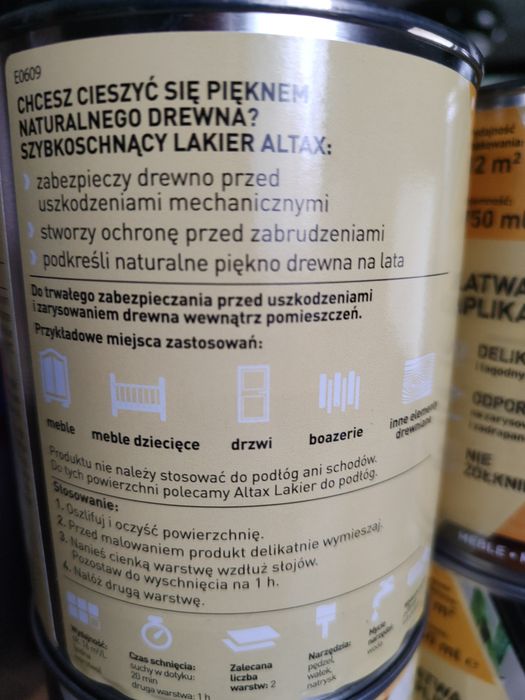 E0609
CHCESZ CIESZYĆ SIĘ PIĘKNEM
NATURALNEGO DREWNA?
SZYBKOSCHNĄCY LAKIER ALTAX:
zabezpieczy drewno przed
uszkodzeniami mechanicznymi
stworzy ochronę przed zabrudzeniami
podkreśli naturalne piękno drewna na lata
Do trwałego zabezpieczania przed uszkodzeniami
i zarysowaniem drewna wewnątrz pomieszczeń.
Przykładowe miejsca zastosowań:
meble
meble dziecięce
drzwi
boazerie
inne elementy
drewniane
Produktu nie należy stosować do podłóg ani schodów.
Do tych powierzchni polecamy Altax Lakier do podłóg.
Stosowanie:
1. Oszlifuj i oczyść powierzchnię.
2. Przed malowaniem produkt delikatnie wymieszaj.
3. Nanieś cienką warstwę wzdłuż słojów.
Pozostaw do wyschnięcia na 1 h.
4. Nałóż drugą warstwę.
Wydajność:
Czas schnięcia:
suchy w dotyku:
20 min
druga warstwa: 1 h
Zalecana
liczba
warstw: 2
Narzędzia:
pędzel,
wałek,
natrysk
Mycie
narzędzi:
woda
2 m²
50 ml
DELIK
ODPOR
NIE
ŻÓŁKNI
MEBLE •